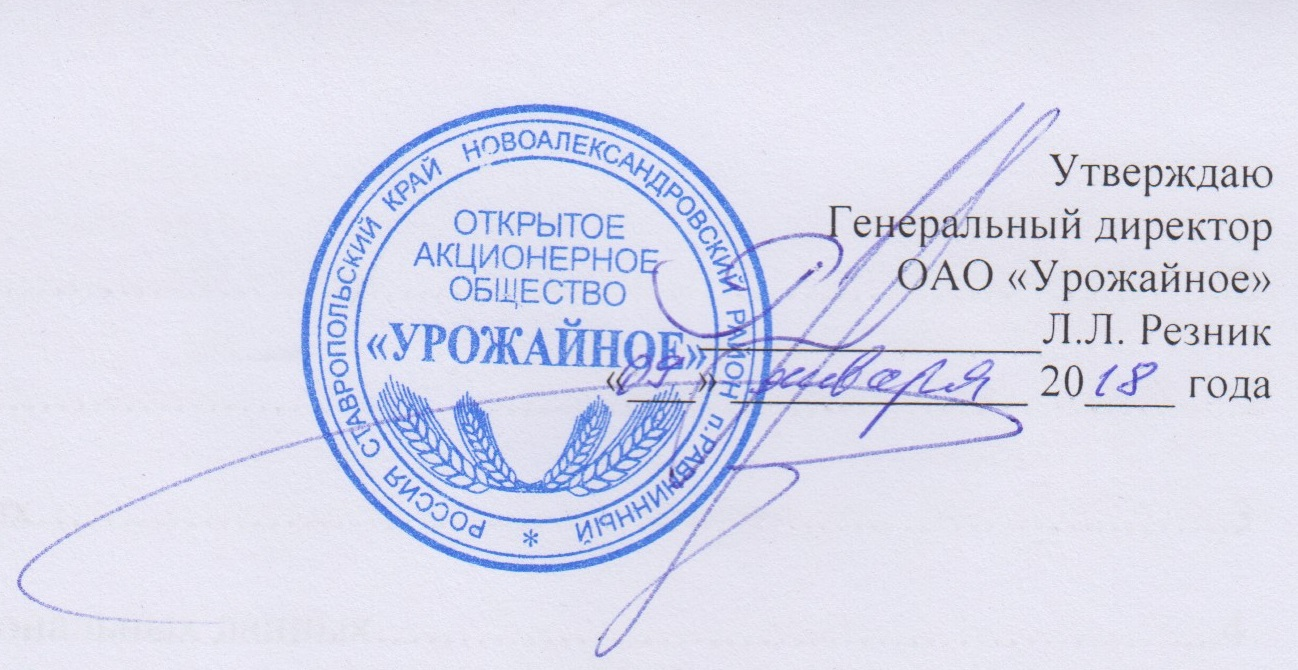 РОССИЯ СТАВРОПОЛЬСКИЙ КРАЙ НОВОАЛЕКСАНДРОВСКИЙ РАЙОН п.РАВНИННЫЙ *
ОТКРЫТОЕ
АКЦИОНЕРНОЕ
ОБЩЕСТВО
«УРОЖАЙНОЕ»
Утверждаю
Генеральный директор
ОАО «Урожайное»
Л.Л. Резник
«09» января 2018 года